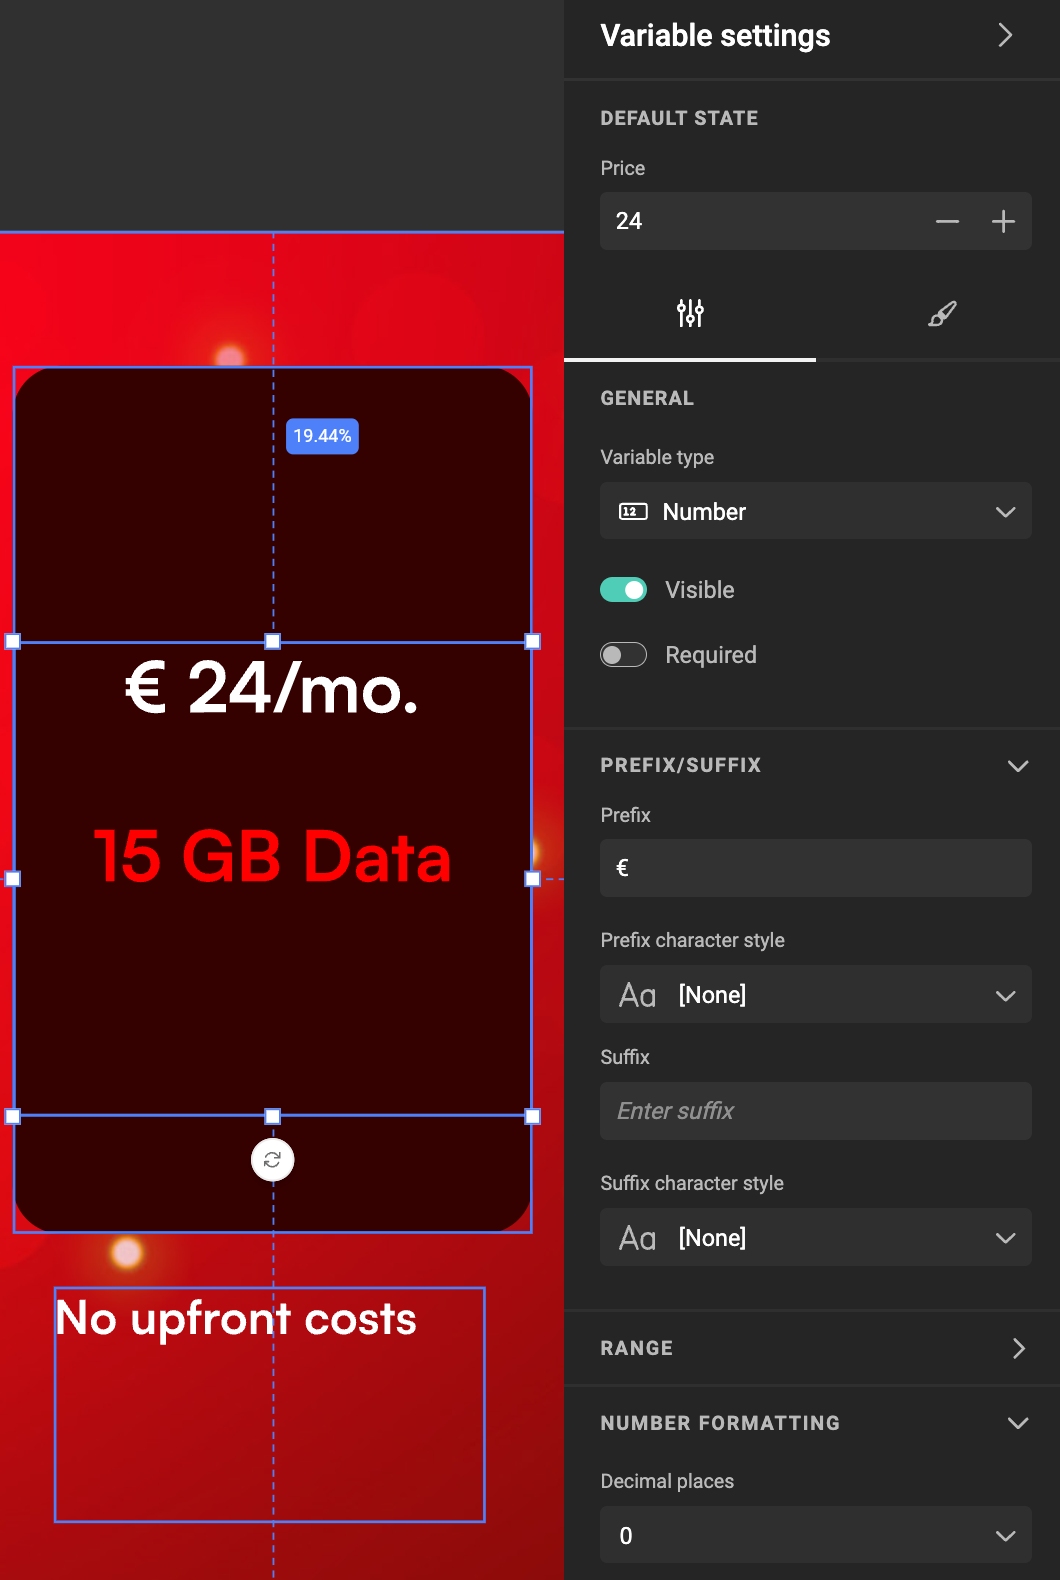 Variable settings
DEFAULT STATE
Price
24
GENERAL
Variable type
12 Number
Visible
Required
PREFIX/SUFFIX
Prefix
€
Prefix character style
Aa [None]
Suffix
Enter suffix
Suffix character style
Aa [None]
RANGE
NUMBER FORMATTING
Decimal places
0
19.44%
€ 24/mo.
15 GB Data
No upfront costs